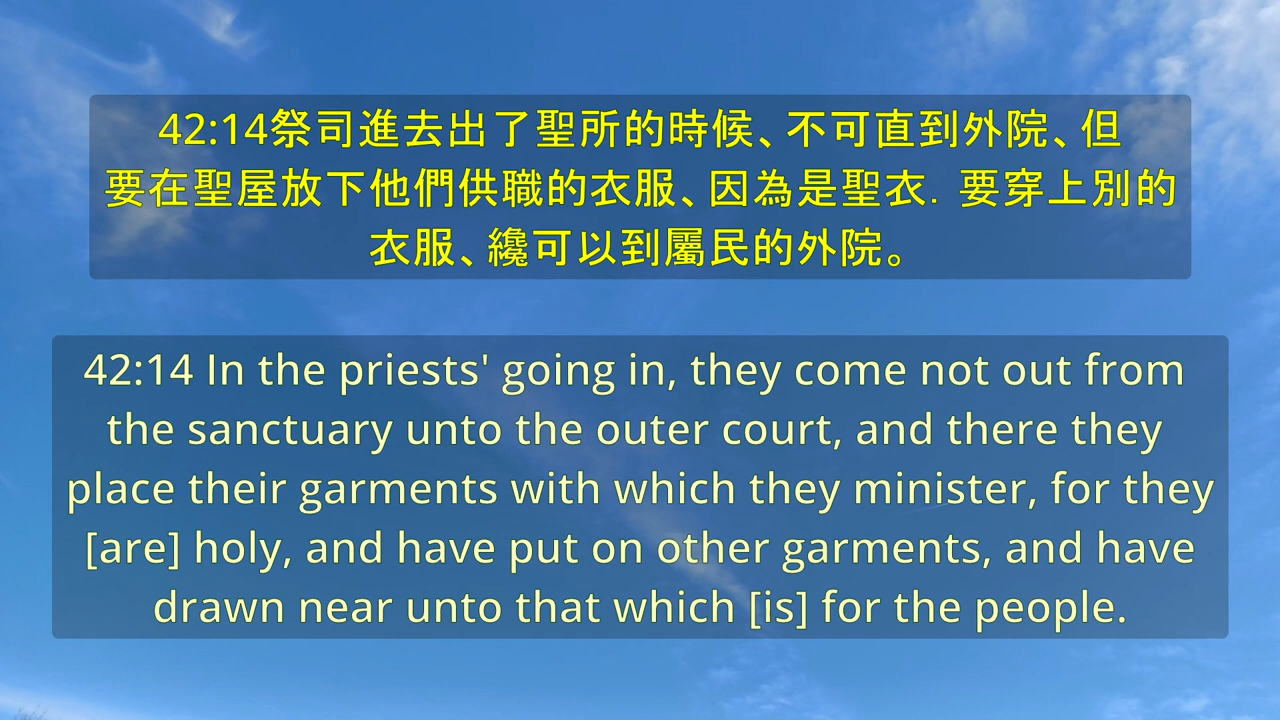 42:14祭司進去出了聖所的時候、不可直到外院、但
要在聖屋放下他們供職的衣服、因為是聖衣．要穿上別的
衣服、纔可以到屬民的外院。
42:14 In the priests' going in, they come not out from
the sanctuary unto the outer court, and there they
place their garments with which they minister, for they
[are] holy, and have put on other garments, and have
drawn near unto that which [is] for the people.